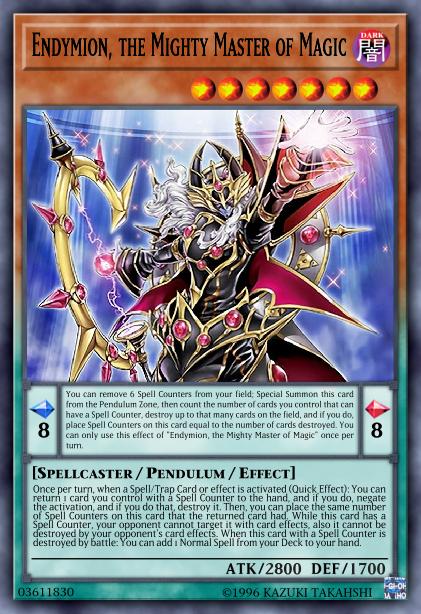 ENDYMION, THE MIGHTY MASTER OF MAGIC
DARK
闇
You can remove 6 Spell Counters from your field; Special Summon this card
from the Pendulum Zone, then count the number of cards you control that can
have a Spell Counter, destroy up to that many cards on the field, and if you do,
place Spell Counters on this card equal to the number of cards destroyed. You
can only use this effect of "Endymion, the Mighty Master of Magic" once per
turn.
8
8
[SPELLCASTER / PENDULUM / EFFECT]
Once per turn, when a Spell/Trap Card or effect is activated (Quick Effect): You can
return 1 card you control with a Spell Counter to the hand, and if you do, negate
the activation, and if you do that, destroy it. Then, you can place the same number
of Spell Counters on this card that the returned card had. While this card has a
Spell Counter, your opponent cannot target it with card effects, also it cannot be
destroyed by your opponent's card effects. When this card with a Spell Counter is
destroyed by battle: You can add 1 Normal Spell from your Deck to your hand.
ATK/2800 DEF/1700
03611830
©1996 KAZUKI TAKAHSHI